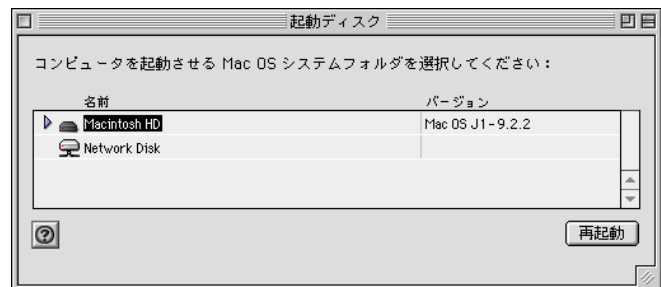 起動ディスク
コンピュータを起動させる Mac OS システムフォルダを選択してください：
名前 バージョン
Macintosh HD Mac OS J1-9.2.2
Network Disk
再起動